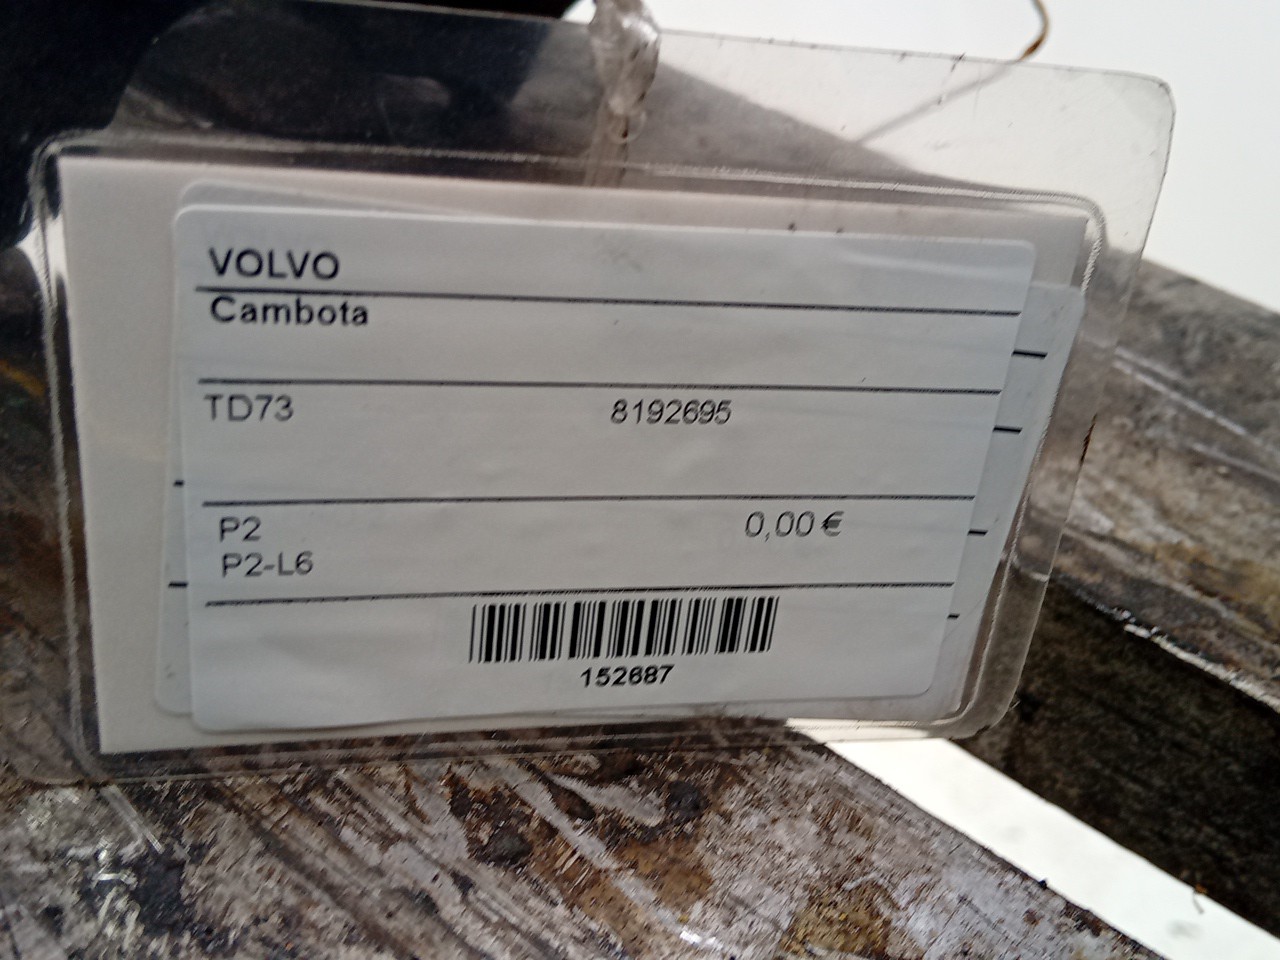 VOLVO
Cambota
TD73 8192695
P2 0,00 €
P2-L6
152687